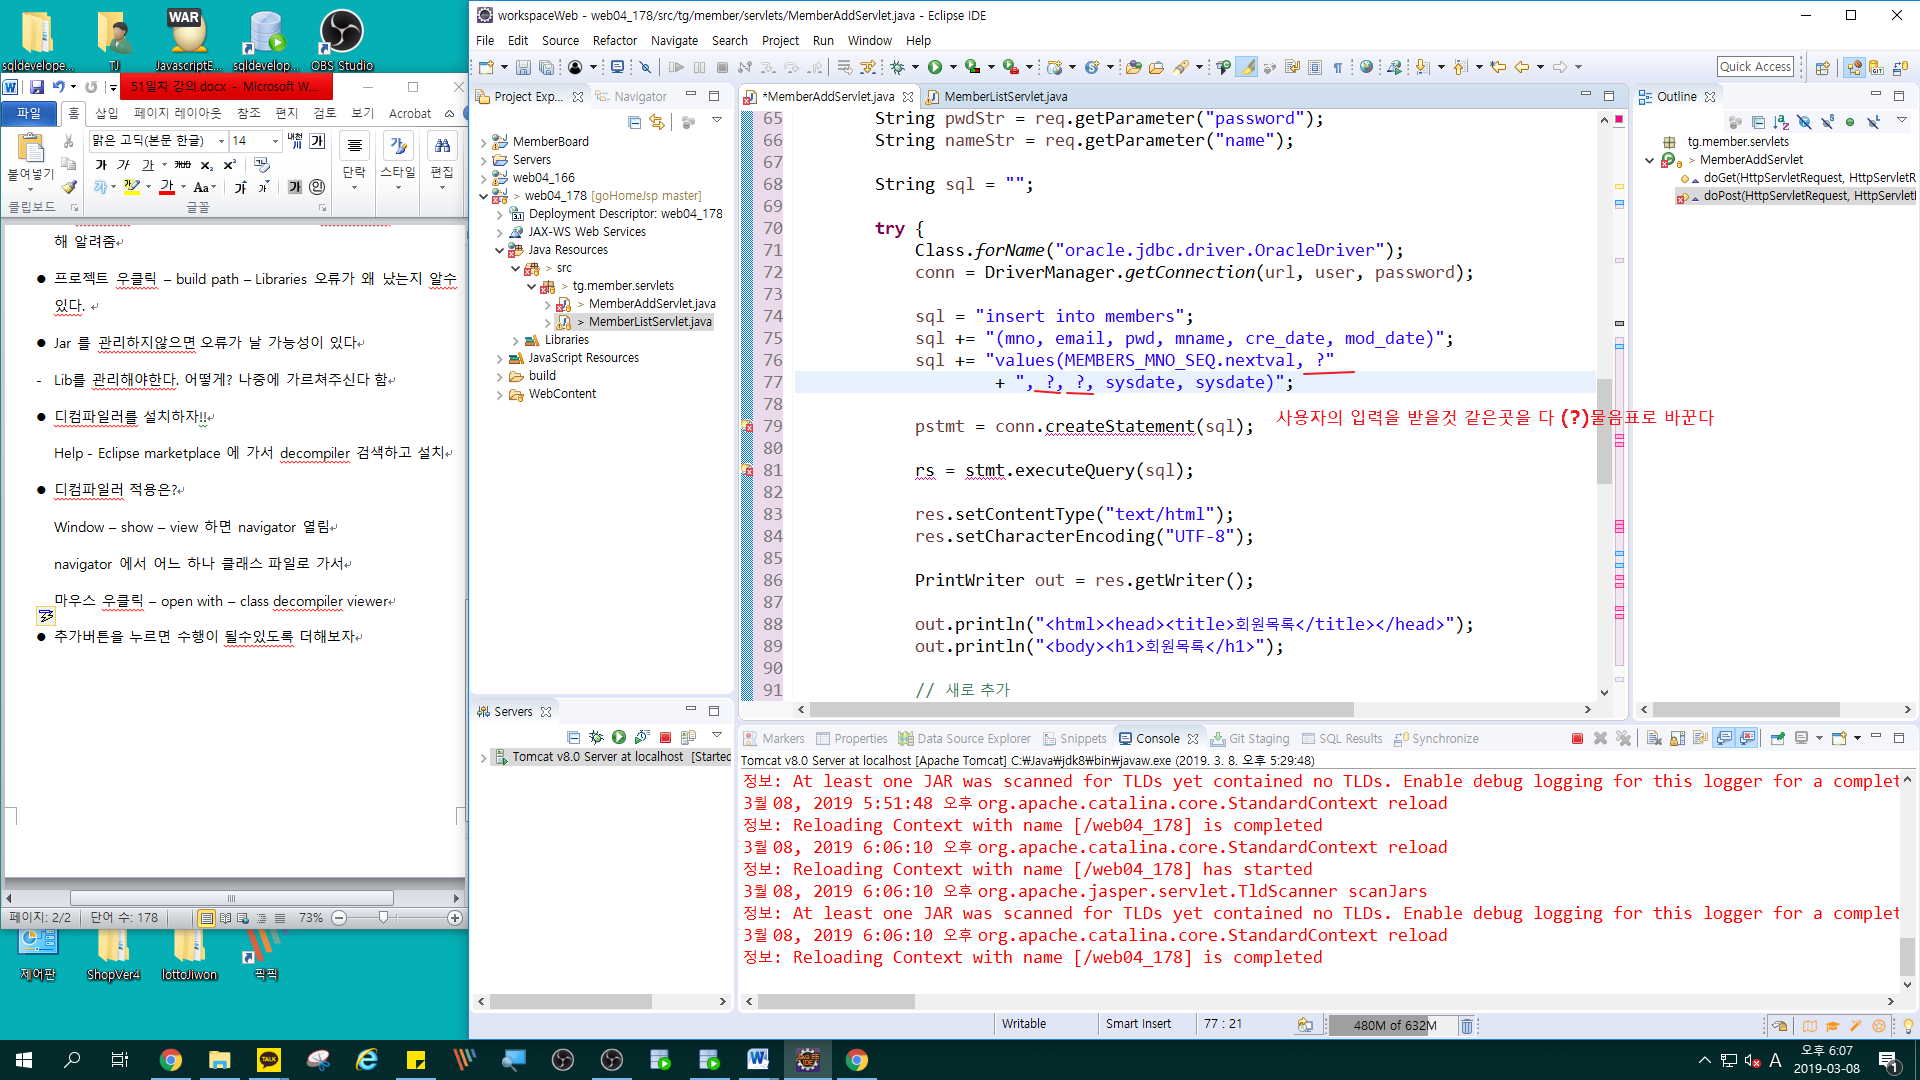 sqldevelope...
TJ
WAR
JavascriptE...
sqldevelop...
OBS Studio
51일차 강의.docx - Microsoft W...
파일
홈
삽입
페이지 레이아웃
참조
편지
검토
보기
Acrobat
맑은 고딕(본문 한글)
14
붙여넣기
단락
스타일
편집
클립보드
글꼴
해 알려줌
● 프로젝트 우클릭 – build path – Libraries 오류가 왜 났는지 알수
있다.
● Jar 를 관리하지않으면 오류가 날 가능성이 있다
- Lib를 관리해야한다. 어떻게? 나중에 가르쳐주신다 함
● 디컴파일러를 설치하자!!
Help - Eclipse marketplace 에 가서 decompiler 검색하고 설치
● 디컴파일러 적용은?
Window – show – view 하면 navigator 열림
navigator 에서 어느 하나 클래스 파일로 가서
마우스 우클릭 – open with – class decompiler viewer
● 추가버튼을 누르면 수행이 될수있도록 더해보자
페이지: 2/2
단어 수: 178
73%
제어판
ShopVer4
lottoJiwon
픽픽
workspaceWeb - web04_178/src/tg/member/servlets/MemberAddServlet.java - Eclipse IDE
File Edit Source Refactor Navigate Search Project Run Window Help
Quick Access
Project Exp...
Navigator
MemberBoard
Servers
web04_166
> web04_178 [goHomeJsp master]
Deployment Descriptor: web04_178
JAX-WS Web Services
Java Resources
> src
> tg.member.servlets
> MemberAddServlet.java
> MemberListServlet.java
Libraries
JavaScript Resources
build
WebContent
Servers
Tomcat v8.0 Server at localhost [Started
*MemberAddServlet.java
MemberListServlet.java
65 String pwdStr = req.getParameter("password");
66 String nameStr = req.getParameter("name");
67
68 String sql = "";
69
70 try {
71 Class.forName("oracle.jdbc.driver.OracleDriver");
72 conn = DriverManager.getConnection(url, user, password);
73
74 sql = "insert into members";
75 sql += "(mno, email, pwd, mname, cre_date, mod_date)";
76 sql += "values(MEMBERS_MNO_SEQ.nextval, ?"
77 + ", ?, ?, sysdate, sysdate)";
78
사용자의 입력을 받을것 같은곳을 다 (?)물음표로 바꾼다
79 pstmt = conn.createStatement(sql);
80
81 rs = stmt.executeQuery(sql);
82
83 res.setContentType("text/html");
84 res.setCharacterEncoding("UTF-8");
85
86 PrintWriter out = res.getWriter();
87
88 out.println("<html><head><title>회원목록</title></head>");
89 out.println("<body><h1>회원목록</h1>");
90
91 // 새로 추가
Outline
tg.member.servlets
> MemberAddServlet
doGet(HttpServletRequest, HttpServletR
doPost(HttpServletRequest, HttpServletI
Markers
Properties
Data Source Explorer
Snippets
Console
Git Staging
SQL Results
Synchronize
Tomcat v8.0 Server at localhost [Apache Tomcat] C:₩Java₩jdk8₩bin₩javaw.exe (2019. 3. 8. 오후 5:29:48)
정보: At least one JAR was scanned for TLDs yet contained no TLDs. Enable debug logging for this logger for a complet
3월 08, 2019 5:51:48 오후 org.apache.catalina.core.StandardContext reload
정보: Reloading Context with name [/web04_178] is completed
3월 08, 2019 6:06:10 오후 org.apache.catalina.core.StandardContext reload
정보: Reloading Context with name [/web04_178] has started
3월 08, 2019 6:06:10 오후 org.apache.jasper.servlet.TldScanner scanJars
정보: At least one JAR was scanned for TLDs yet contained no TLDs. Enable debug logging for this logger for a complet
3월 08, 2019 6:06:10 오후 org.apache.catalina.core.StandardContext reload
정보: Reloading Context with name [/web04_178] is completed
Writable
Smart Insert
77 : 21
480M of 632M
TALK
A
오후 6:07
2019-03-08
1